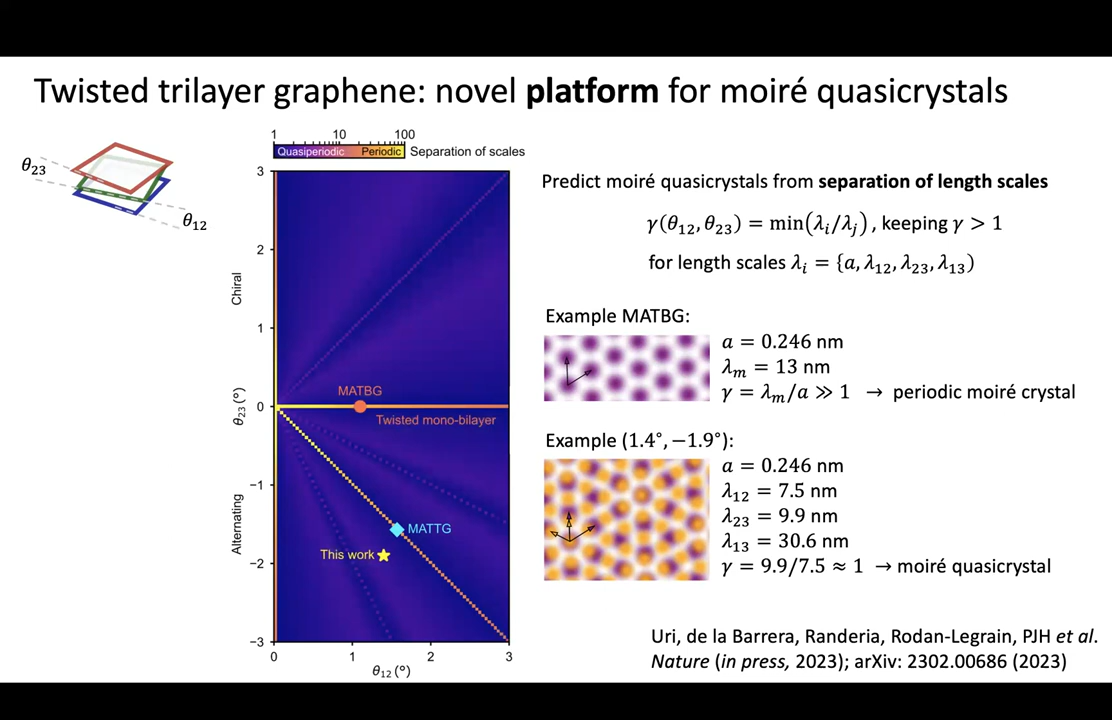 Twisted trilayer graphene: novel platform for moiré quasicrystals
θ₂₃
θ₁₂
1 10 100
Quasiperiodic Periodic Separation of scales
3
2
1
0
−1
−2
−3
Chiral
θ₂₃ (°)
Alternating
MATBG
Twisted mono-bilayer
MATTG
This work
0 1 2 3
θ₁₂ (°)
Predict moiré quasicrystals from separation of length scales
γ(θ₁₂, θ₂₃) = min(λᵢ/λⱼ), keeping γ > 1
for length scales λᵢ = {a, λ₁₂, λ₂₃, λ₁₃)
Example MATBG:
a = 0.246 nm
λₘ = 13 nm
γ = λₘ/a ≫ 1 → periodic moiré crystal
Example (1.4°, −1.9°):
a = 0.246 nm
λ₁₂ = 7.5 nm
λ₂₃ = 9.9 nm
λ₁₃ = 30.6 nm
γ = 9.9/7.5 ≈ 1 → moiré quasicrystal
Uri, de la Barrera, Randeria, Rodan-Legrain, PJH et al.
Nature (in press, 2023); arXiv: 2302.00686 (2023)